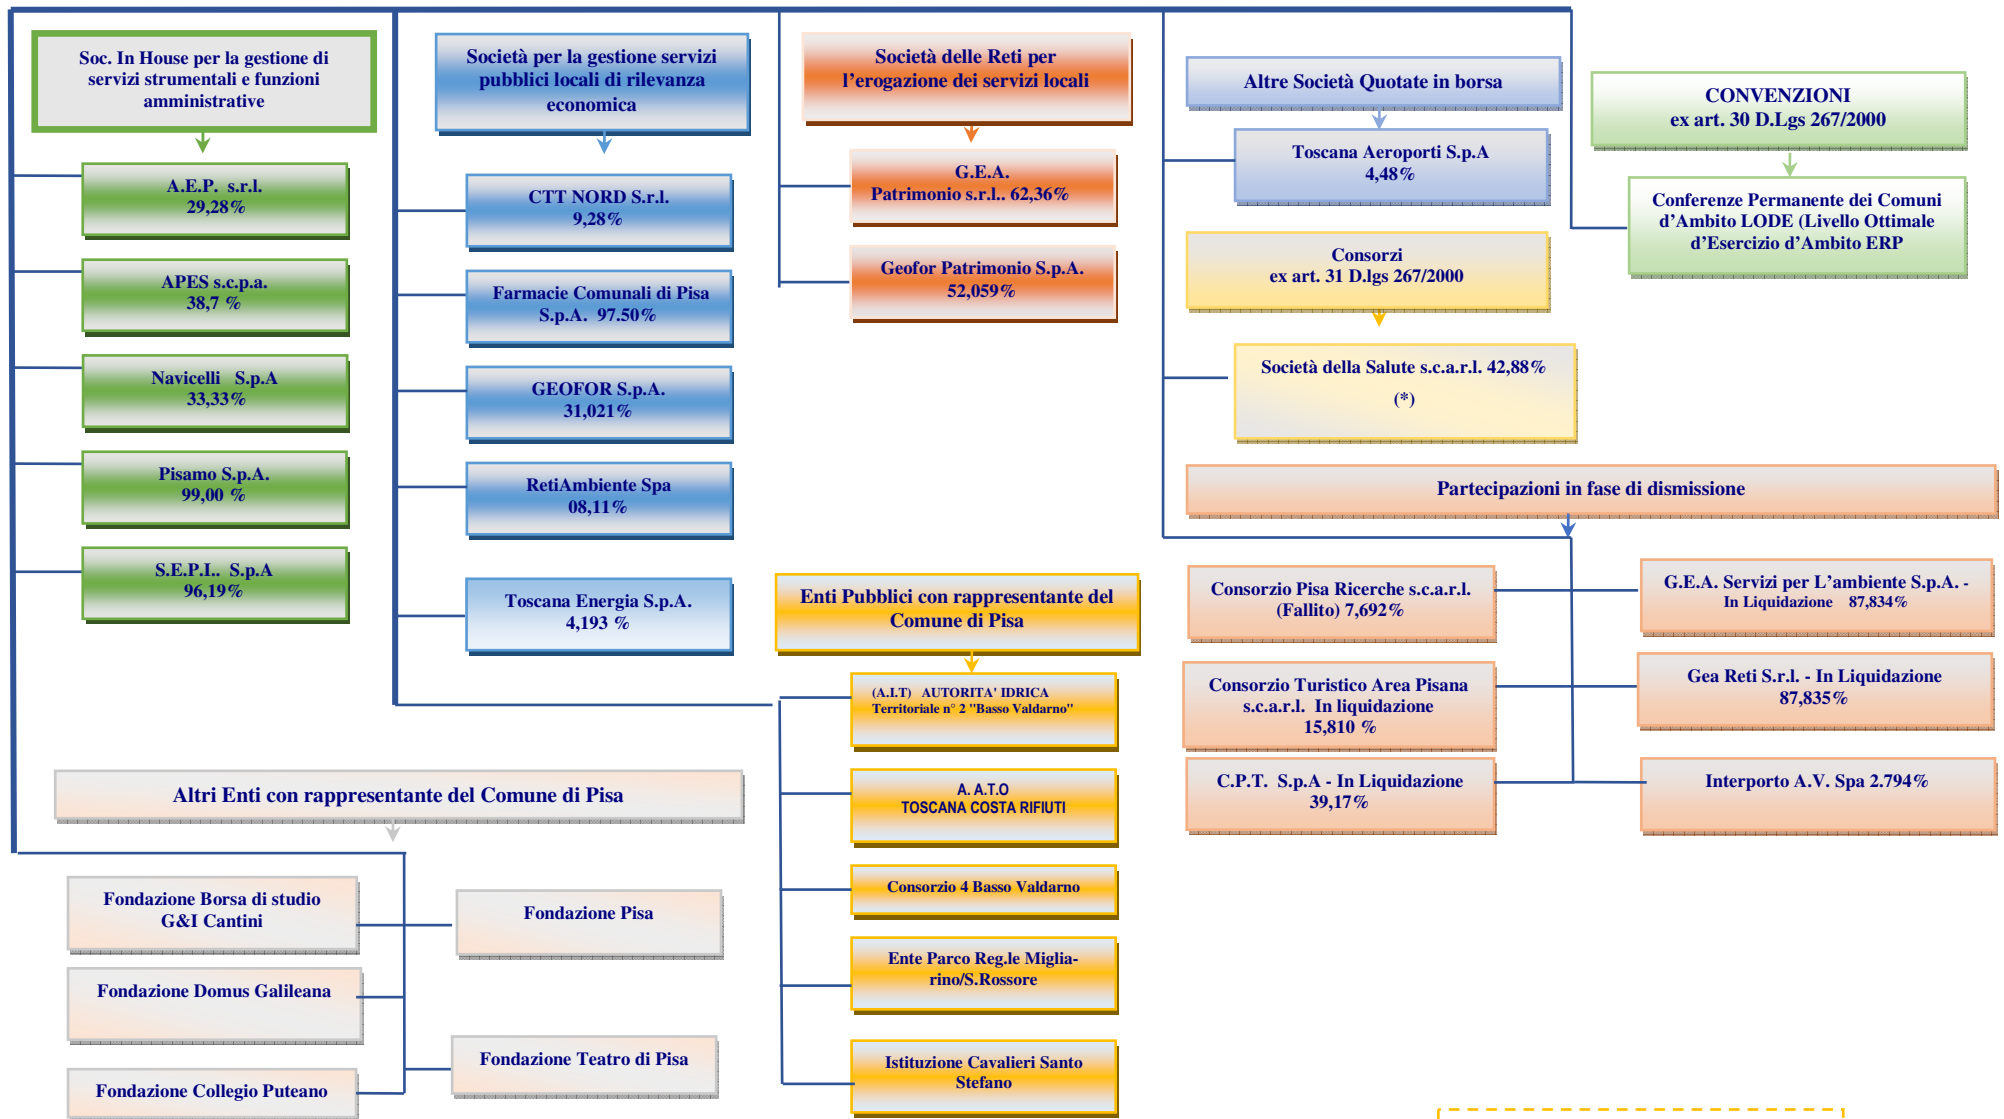 Soc. In House per la gestione di
servizi strumentali e funzioni
amministrative
A.E.P. s.r.l.
29,28%
APES s.c.p.a.
38,7 %
Navicelli S.p.A
33,33%
Pisamo S.p.A.
99,00 %
S.E.P.I.. S.p.A
96,19%
Società per la gestione servizi
pubblici locali di rilevanza
economica
CTT NORD S.r.l.
9,28%
Farmacie Comunali di Pisa
S.p.A. 97.50%
GEOFOR S.p.A.
31,021%
RetiAmbiente Spa
08,11%
Toscana Energia S.p.A.
4,193 %
Società delle Reti per
l'erogazione dei servizi locali
G.E.A.
Patrimonio s.r.l.. 62,36%
Geofor Patrimonio S.p.A.
52,059%
Altre Società Quotate in borsa
Toscana Aeroporti S.p.A
4,48%
Consorzi
ex art. 31 D.lgs 267/2000
Società della Salute s.c.a.r.l. 42,88%
(*)
CONVENZIONI
ex art. 30 D.Lgs 267/2000
Conferenze Permanente dei Comuni
d'Ambito LODE (Livello Ottimale
d'Esercizio d'Ambito ERP
Partecipazioni in fase di dismissione
Consorzio Pisa Ricerche s.c.a.r.l.
(Fallito) 7,692%
G.E.A. Servizi per L'ambiente S.p.A. -
In Liquidazione 87,834%
Consorzio Turistico Area Pisana
s.c.a.r.l. In liquidazione
15,810 %
Gea Reti S.r.l. - In Liquidazione
87,835%
C.P.T. S.p.A - In Liquidazione
39,17%
Interporto A.V. Spa 2.794%
Enti Pubblici con rappresentante del
Comune di Pisa
(A.I.T) AUTORITA' IDRICA
Territoriale n° 2 "Basso Valdarno"
A. A.T.O
TOSCANA COSTA RIFIUTI
Consorzio 4 Basso Valdarno
Ente Parco Reg.le Miglia-
rino/S.Rossore
Istituzione Cavalieri Santo
Stefano
Altri Enti con rappresentante del Comune di Pisa
Fondazione Borsa di studio
G&I Cantini
Fondazione Pisa
Fondazione Domus Galileana
Fondazione Teatro di Pisa
Fondazione Collegio Puteano